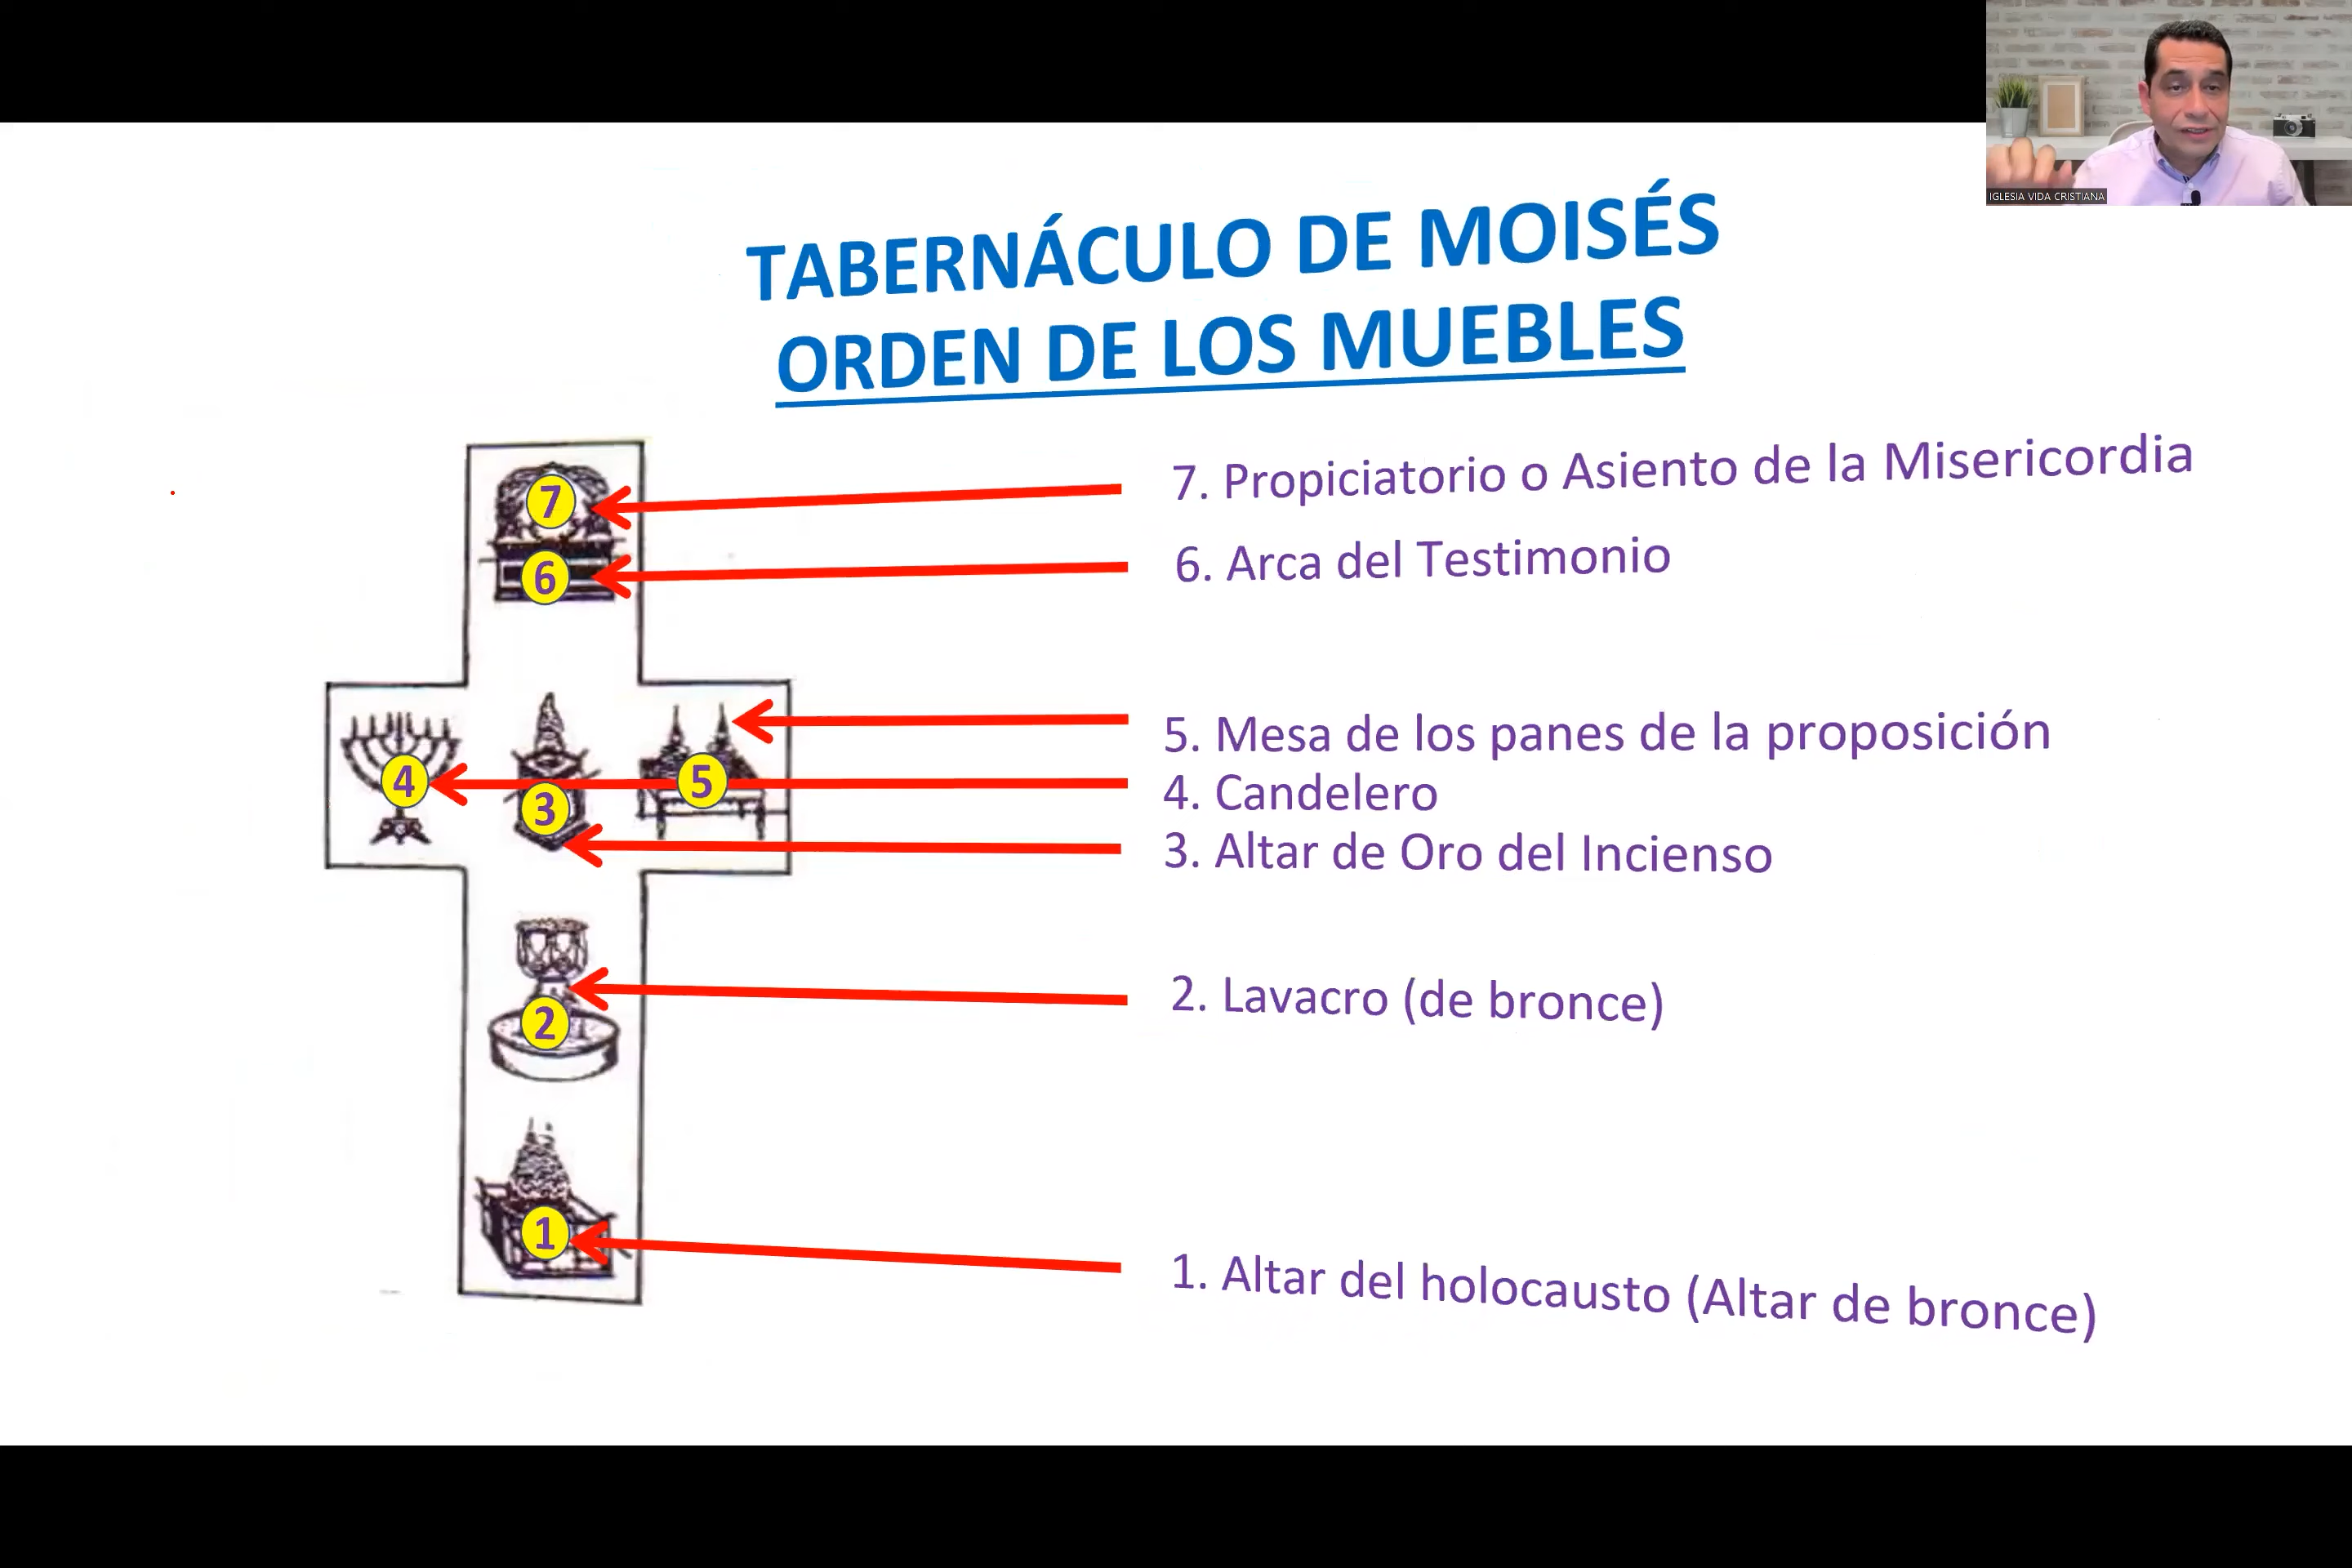 IGLESIA VIDA CRISTIANA
TABERNÁCULO DE MOISÉS
ORDEN DE LOS MUEBLES
7
7. Propiciatorio o Asiento de la Misericordia
6
6. Arca del Testimonio
5. Mesa de los panes de la proposición
4
5
4. Candelero
3
3. Altar de Oro del Incienso
2. Lavacro (de bronce)
2
1
1. Altar del holocausto (Altar de bronce)